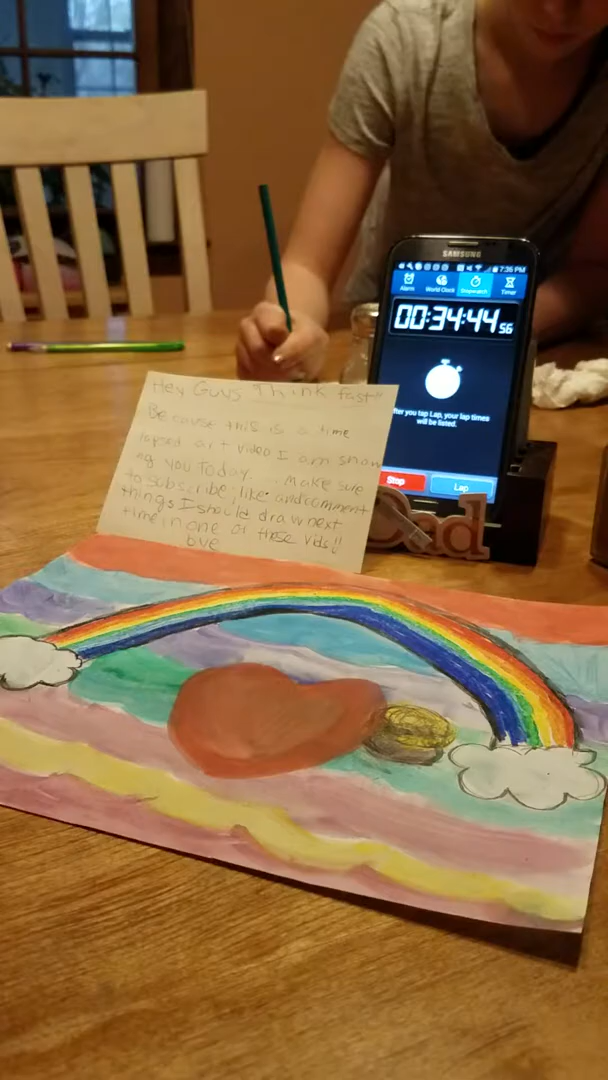 SAMSUNG
7:36 PM
Alarm World Clock Stopwatch Timer
00:34:44 56
fter you tap Lap, your lap times
will be listed.
Stop Lap
Hey Guys Think fast!!
Because this is a time
lapsed art video I am show
ng you Today. Make sure
to subscribe, like and comment
things I should draw next
time in one of these vids!!
bye
Dad